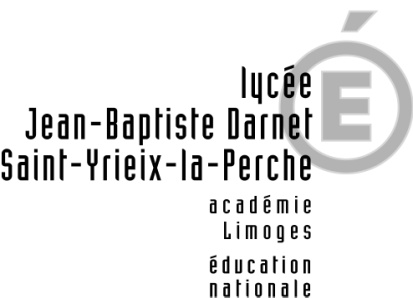 lycée
Jean-Baptiste Darnet
Saint-Yrieix-la-Perche
É
académie
Limoges
éducation
nationale